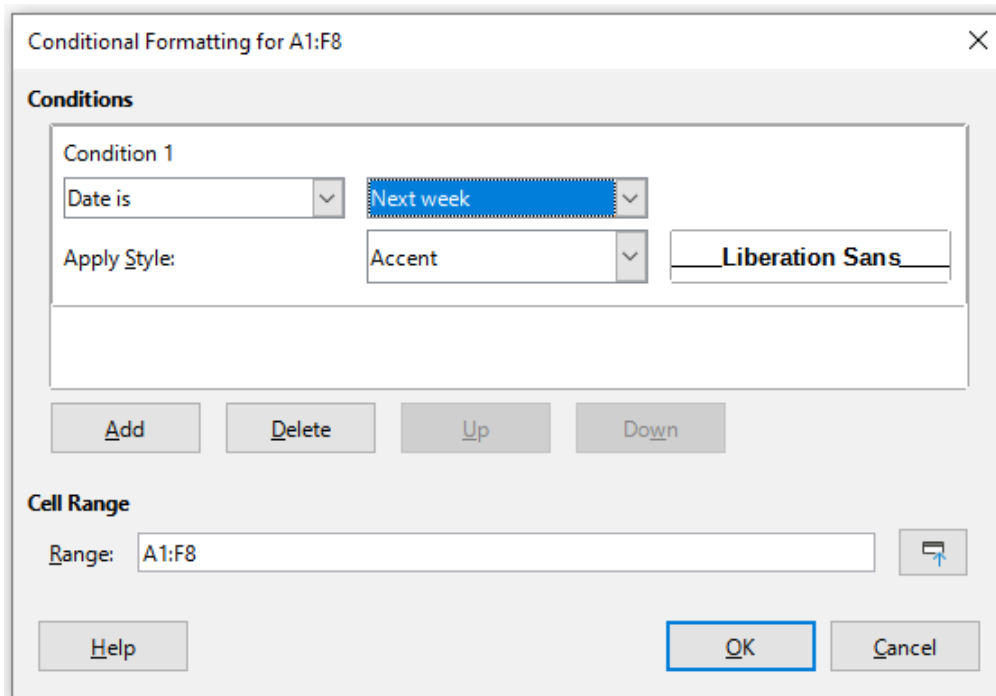 Conditional Formatting for A1:F8
Conditions
Condition 1
Date is Next week
Apply Style: Accent Liberation Sans
Add Delete Up Down
Cell Range
Range: A1:F8
Help OK Cancel